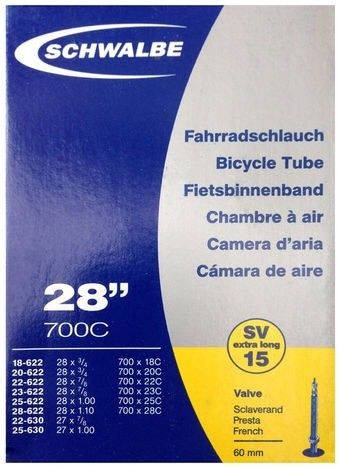 SCHWALBE
Fahrradschlauch
Bicycle Tube
Fietsbinnenband
Chambre à air
Camera d'aria
Cámara de aire
28"
700C
SV
extra long
15
18-622 28 x 3/4 700 x 18C
20-622 28 x 3/4 700 x 20C
22-622 28 x 7/8 700 x 22C
23-622 28 x 7/8 700 x 23C
25-622 28 x 1.00 700 x 25C
28-622 28 x 1.10 700 x 28C
22-630 27 x 7/8
25-630 27 x 1.00
Valve
Sclaverand
Presta
French
60 mm